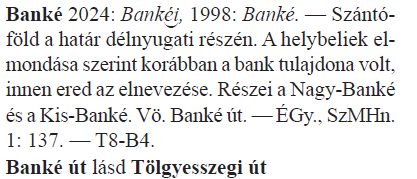 Banké 2024: Bankėj, 1998: Banké. — Szántó-
föld a határ délnyugati részén. A helybeliek el-
mondása szerint korábban a bank tulajdona volt,
innen ered az elnevezése. Részei a Nagy-Banké
és a Kis-Banké. Vö. Banké út. — ÉGy., SzMHn.
1: 137. — T8-B4.
Banké út lásd Tölgyesszegi út